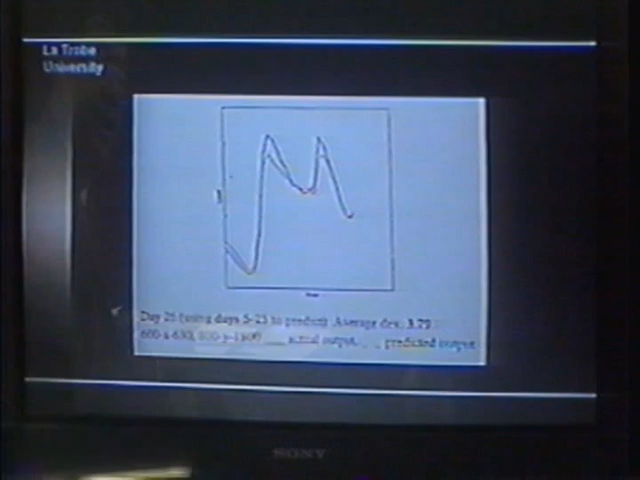 La Trobe
University
Day 26 (using days 5-25 to predict) Average dev. 3.79
actual output, _ _ predicted output
SONY